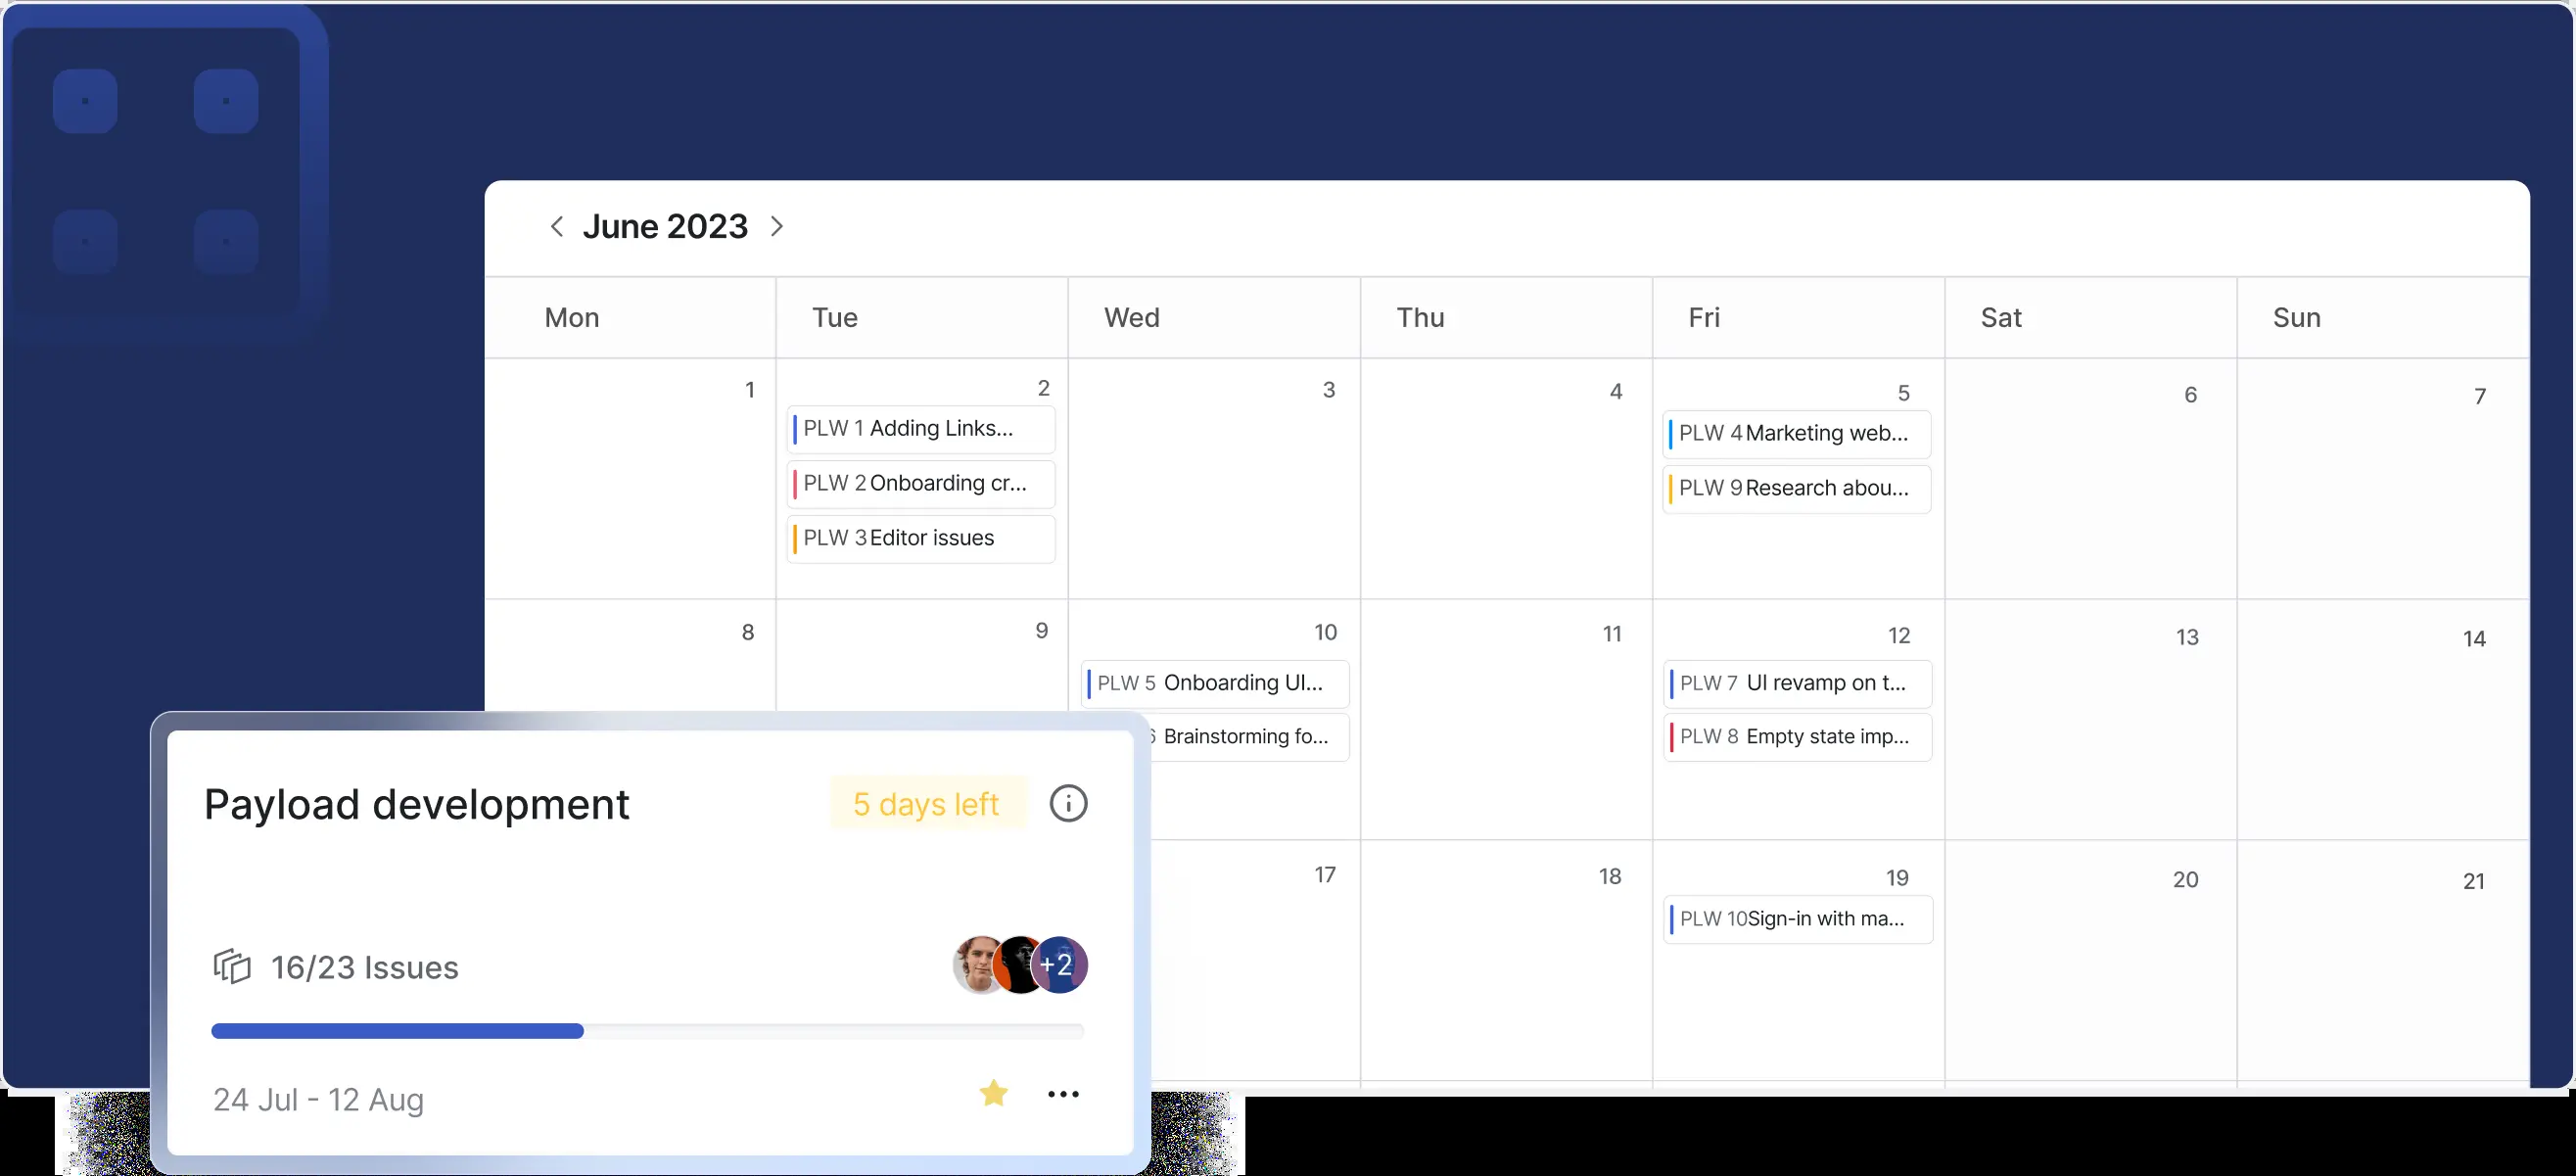 June 2023
Mon Tue Wed Thu Fri Sat Sun
1 2 3 4 5 6 7
PLW 1 Adding Links...
PLW 2 Onboarding cr...
PLW 3 Editor issues
PLW 4 Marketing web...
PLW 9 Research abou...
8 9 10 11 12 13 14
PLW 5 Onboarding UI...
6 Brainstorming fo...
PLW 7 UI revamp on t...
PLW 8 Empty state imp...
17 18 19 20 21
PLW 10 Sign-in with ma...
Payload development
5 days left
16/23 Issues
+2
24 Jul - 12 Aug